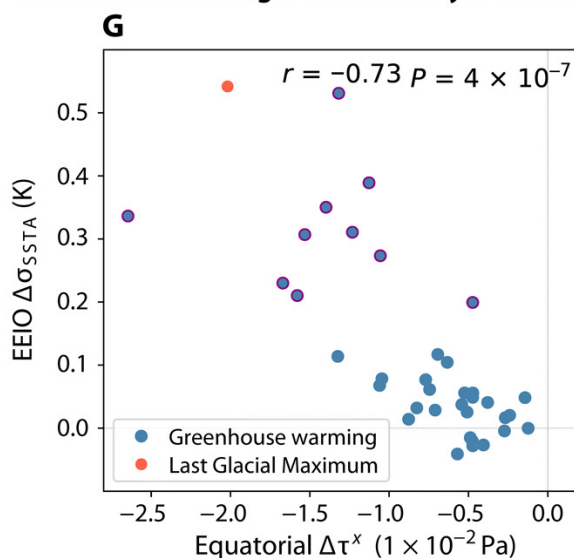 G
r = −0.73 P = 4 × 10⁻⁷
EEIO Δσ_SSTA (K)
0.5
0.4
0.3
0.2
0.1
0.0
Greenhouse warming
Last Glacial Maximum
−2.5 −2.0 −1.5 −1.0 −0.5 0.0
Equatorial Δτˣ (1 × 10⁻² Pa)